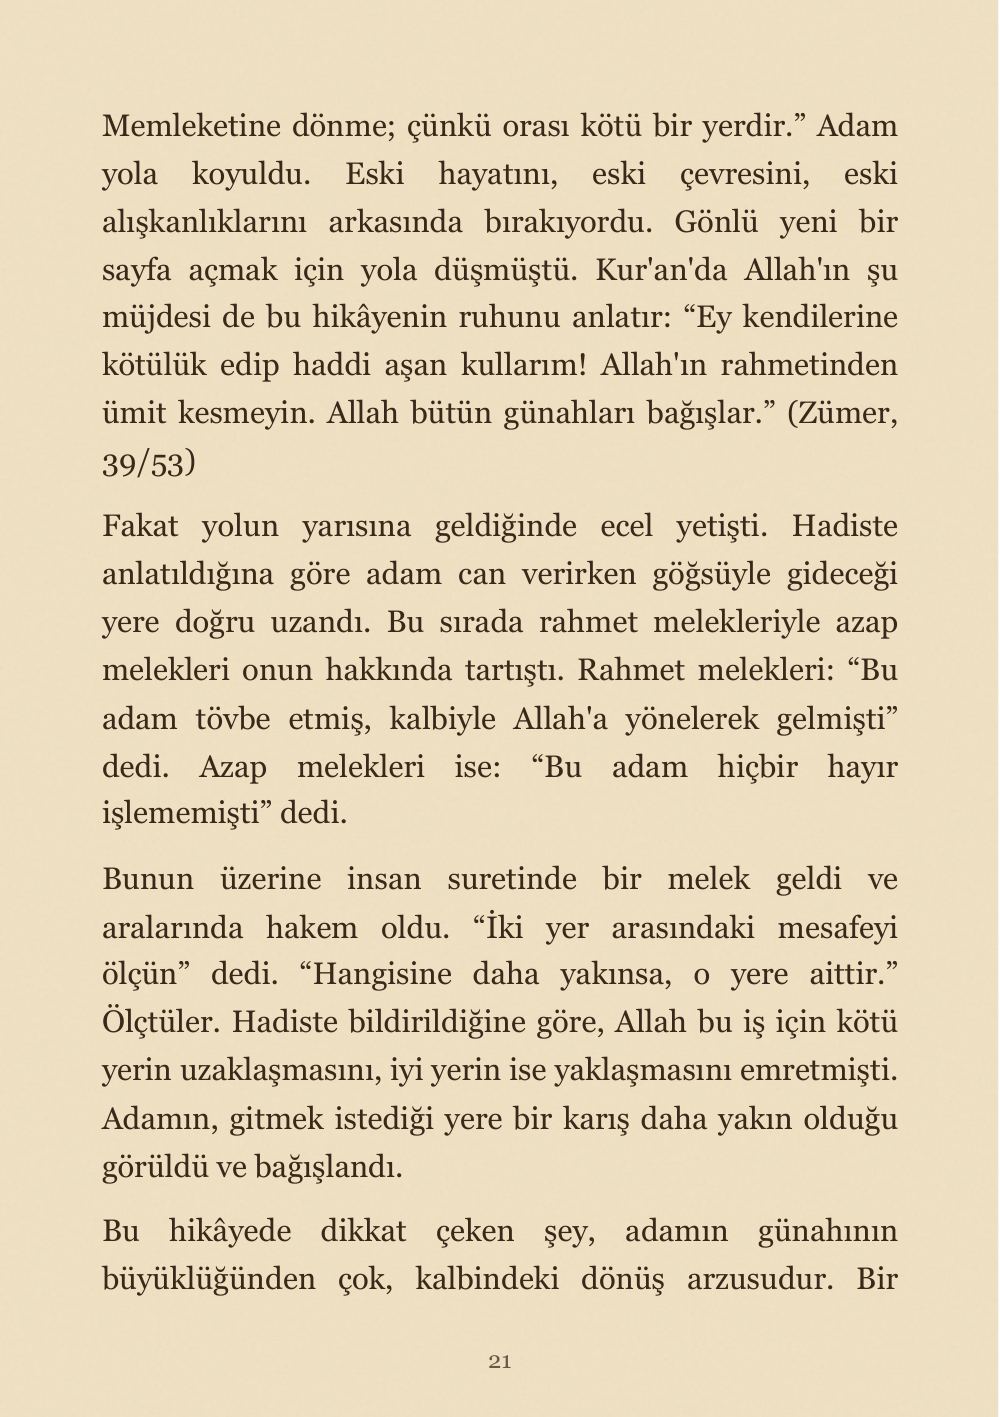 Memleketine dönme; çünkü orası kötü bir yerdir.” Adam
yola koyuldu. Eski hayatını, eski çevresini, eski
alışkanlıklarını arkasında bırakıyordu. Gönlü yeni bir
sayfa açmak için yola düşmüştü. Kur'an'da Allah'ın şu
müjdesi de bu hikâyenin ruhunu anlatır: “Ey kendilerine
kötülük edip haddi aşan kullarım! Allah'ın rahmetinden
ümit kesmeyin. Allah bütün günahları bağışlar.” (Zümer,
39/53)
Fakat yolun yarısına geldiğinde ecel yetişti. Hadiste
anlatıldığına göre adam can verirken göğsüyle gideceği
yere doğru uzandı. Bu sırada rahmet melekleriyle azap
melekleri onun hakkında tartıştı. Rahmet melekleri: “Bu
adam tövbe etmiş, kalbiyle Allah'a yönelerek gelmişti”
dedi. Azap melekleri ise: “Bu adam hiçbir hayır
işlememişti” dedi.
Bunun üzerine insan suretinde bir melek geldi ve
aralarında hakem oldu. “İki yer arasındaki mesafeyi
ölçün” dedi. “Hangisine daha yakınsa, o yere aittir.”
Ölçtüler. Hadiste bildirildiğine göre, Allah bu iş için kötü
yerin uzaklaşmasını, iyi yerin ise yaklaşmasını emretmişti.
Adamın, gitmek istediği yere bir karış daha yakın olduğu
görüldü ve bağışlandı.
Bu hikâyede dikkat çeken şey, adamın günahının
büyüklüğünden çok, kalbindeki dönüş arzusudur. Bir
21